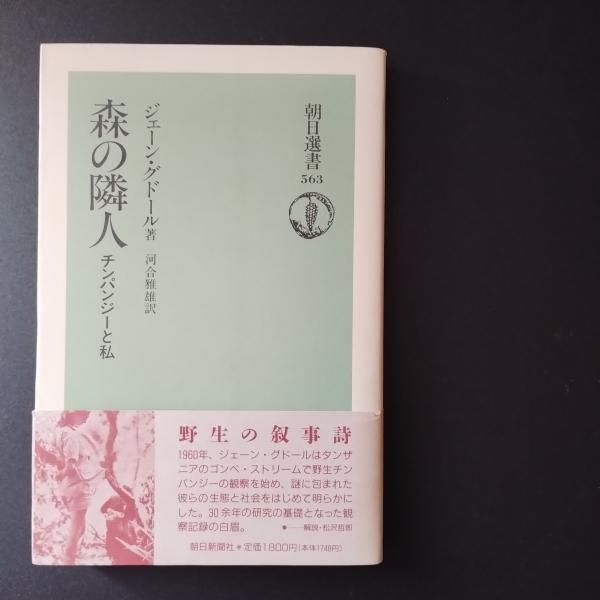 朝日選書
563
ジェーン・グドール著 河合雅雄訳
森の隣人
チンパンジーと私
野生の叙事詩
1960年、ジェーン・グドールはタンザ
ニアのゴンベ・ストリームで野生チン
パンジーの観察を始め、謎に包まれた
彼らの生態と社会をはじめて明らかに
した。30余年の研究の基礎となった観
察記録の白眉。 ●——解説・松沢哲郎
朝日新聞社*定価1800円(本体1748円)